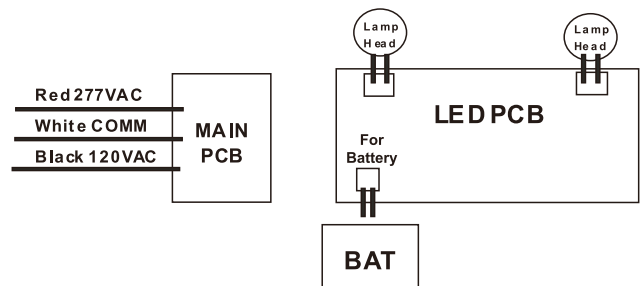 Red 277VAC
White COMM
Black 120VAC
MAIN
PCB
Lamp
Head
Lamp
Head
LED PCB
For
Battery
BAT